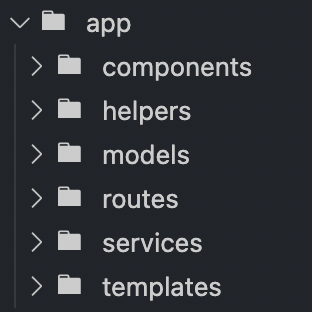 app
components
helpers
models
routes
services
templates